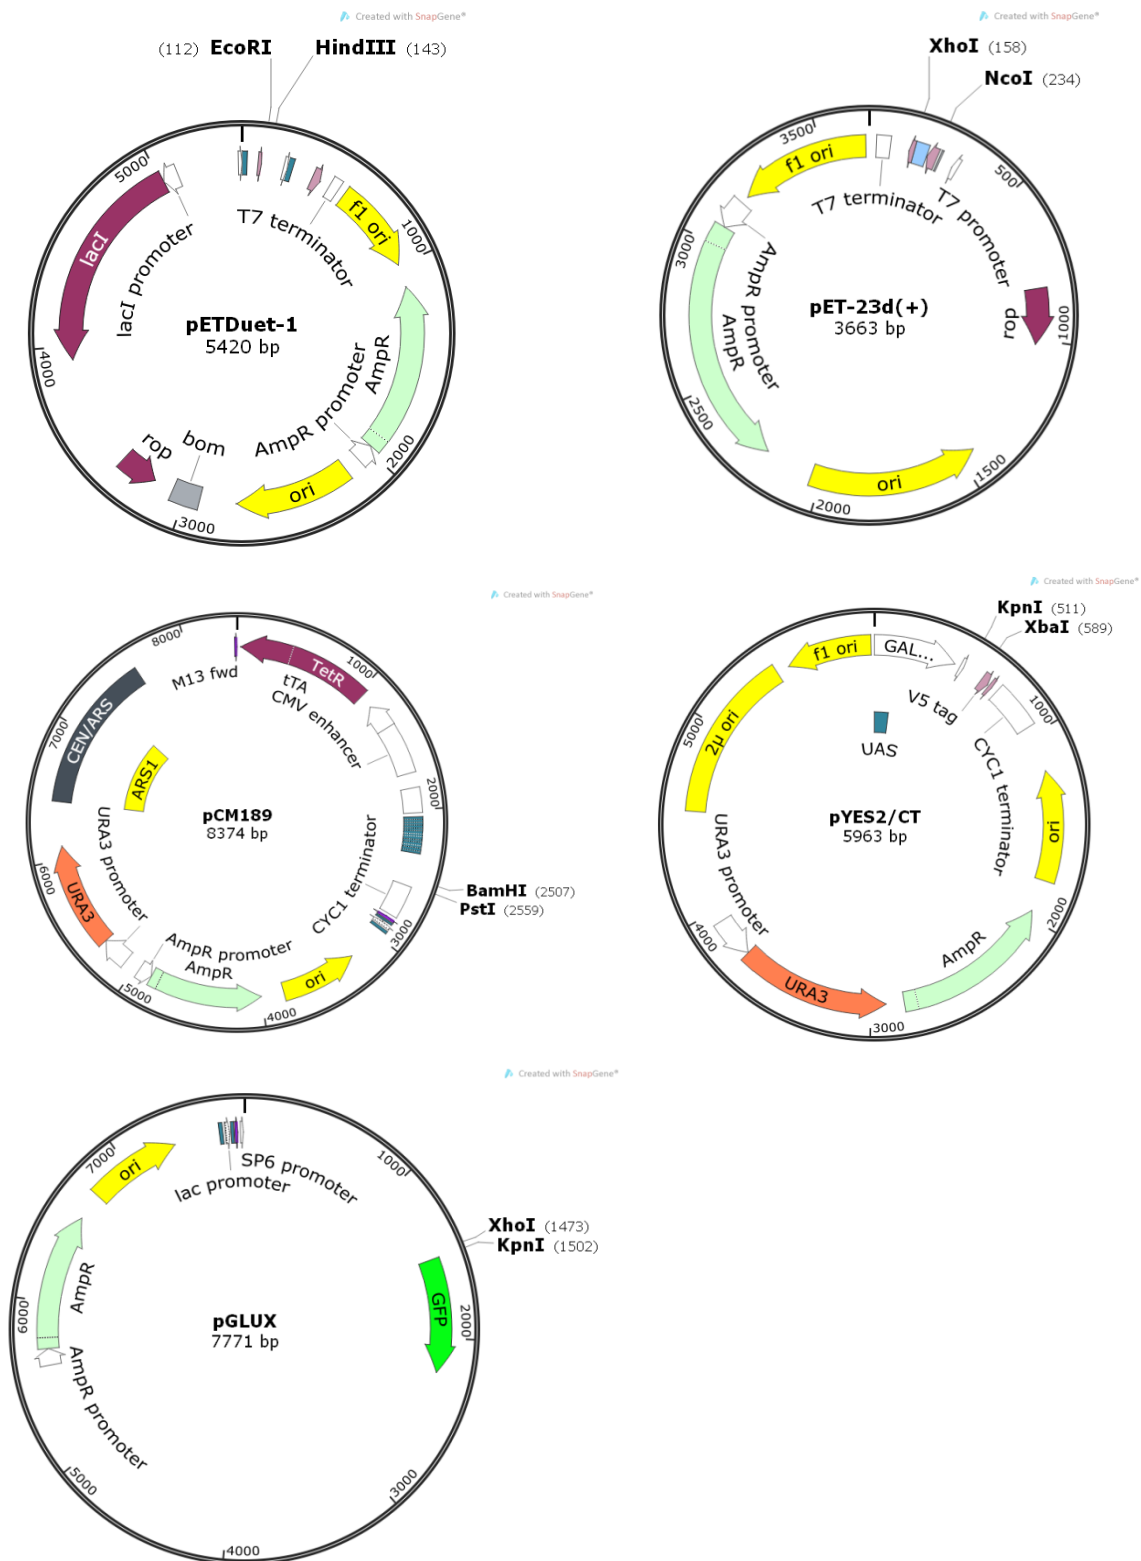 Created with SnapGene®
(112) EcoRI
HindIII (143)
5000
lacI
lacI promoter
T7 terminator
f1 ori
1000
pETDuet-1
5420 bp
4000
AmpR
AmpR promoter
2000
rop
bom
ori
3000
Created with SnapGene®
XhoI (158)
NcoI (234)
3500
f1 ori
T7 terminator
500
T7 promoter
3000
AmpR promoter
AmpR
pET-23d(+)
3663 bp
rop
1000
2500
ori
1500
2000
Created with SnapGene®
8000
M13 fwd
TetR
1000
tTA
CMV enhancer
CEN/ARS
7000
ARS1
2000
pCM189
8374 bp
URA3 promoter
6000
URA3
CYC1 terminator
BamHI (2507)
PstI (2559)
3000
AmpR promoter
AmpR
5000
ori
4000
Created with SnapGene®
KpnI (511)
XbaI (589)
f1 ori
GAL...
2μ ori
V5 tag
1000
5000
UAS
CYC1 terminator
pYES2/CT
5963 bp
ori
URA3 promoter
4000
AmpR
2000
URA3
3000
Created with SnapGene®
7000
ori
SP6 promoter
lac promoter
1000
XhoI (1473)
KpnI (1502)
AmpR
6000
pGLUX
7771 bp
GFP
2000
AmpR promoter
5000
3000
4000